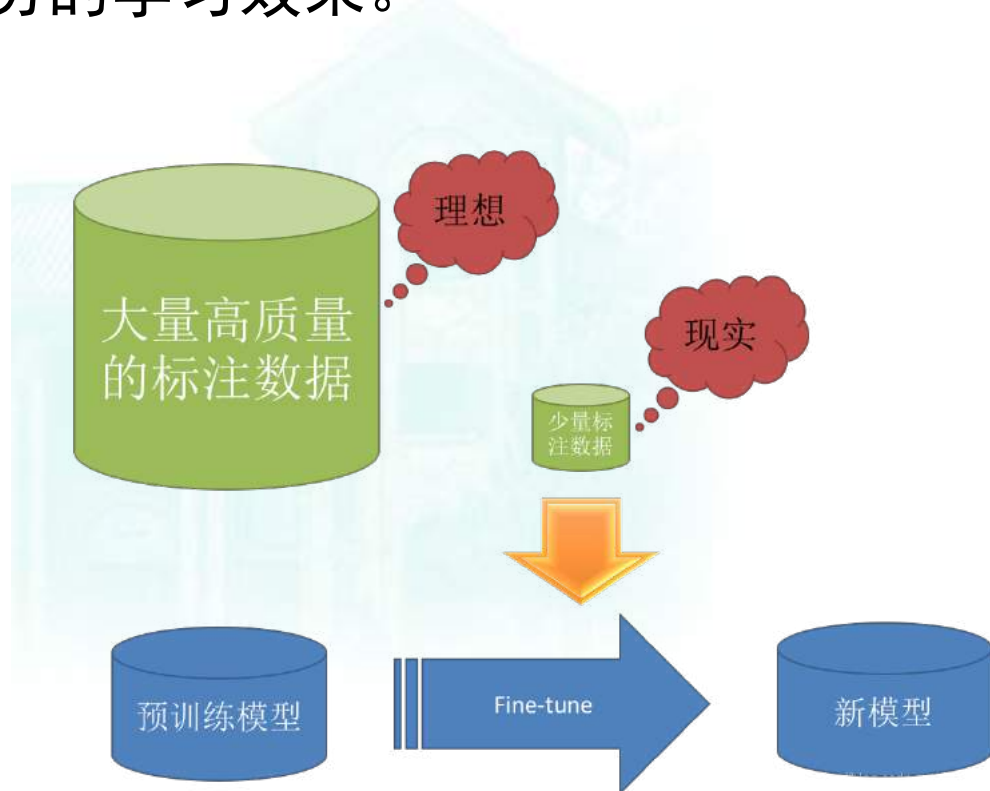 的学习效果。
理想
大量高质量
的标注数据
现实
少量标
注数据
Fine-tune
预训练模型
新模型